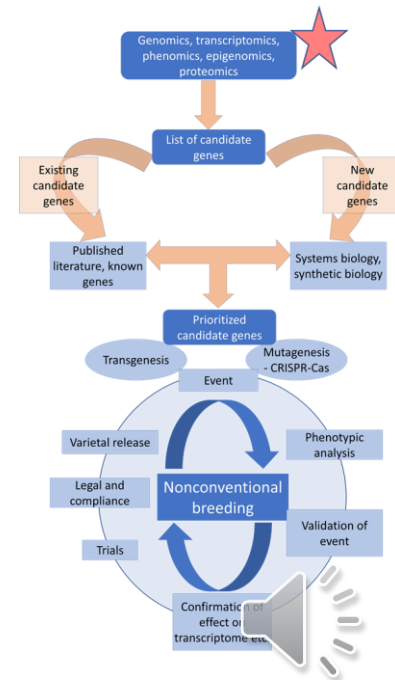 Genomics, transcriptomics,
phenomics, epigenomics,
proteomics
List of candidate
genes
Existing
candidate
genes
New
candidate
genes
Published
literature, known
genes
Systems biology,
synthetic biology
Prioritized
candidate genes
Transgenesis
Mutagenesis
- CRISPR-Cas
Event
Varietal release
Phenotypic
analysis
Legal and
compliance
Nonconventional
breeding
Validation of
event
Trials
Confirmation of
effect on
transcriptome etc